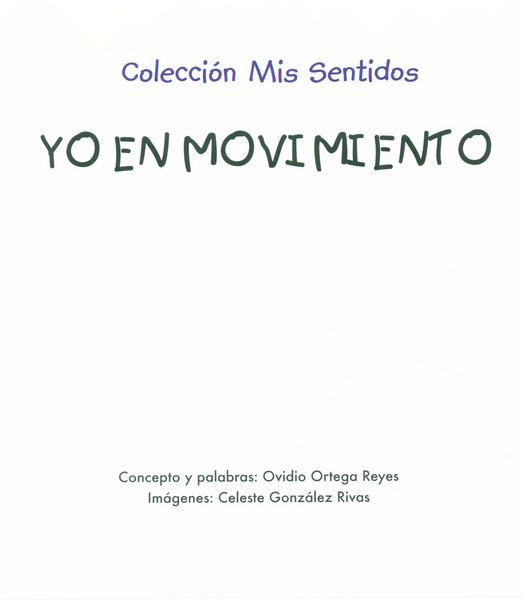 Colección Mis Sentidos
YO EN MOVIMIENTO
Concepto y palabras: Ovidio Ortega Reyes
Imágenes: Celeste González Rivas